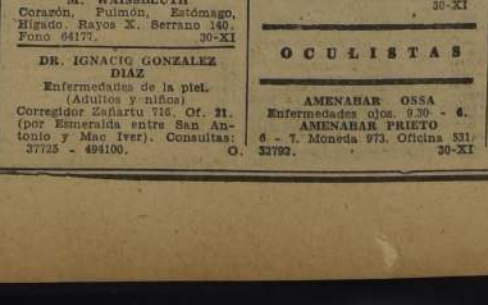 M. WAISSBLUTH
Corazón, Pulmón, Estómago,
Hígado. Rayos X. Serrano 140.
Fono 64177. 30-XI
DR. IGNACIO GONZALEZ
DIAZ
Enfermedades de la piel.
(Adultos y niños)
Corregidor Zañartu 716, Of. 21.
(por Esmeralda entre San An-
tonio y Mac Iver). Consultas:
37725 - 494100. O.
30-XI
OCULISTAS
AMENABAR OSSA
Enfermedades ojos. 9.30 - 6.
AMENABAR PRIETO
6 - 7. Moneda 973. Oficina 531
32792. 30-XI